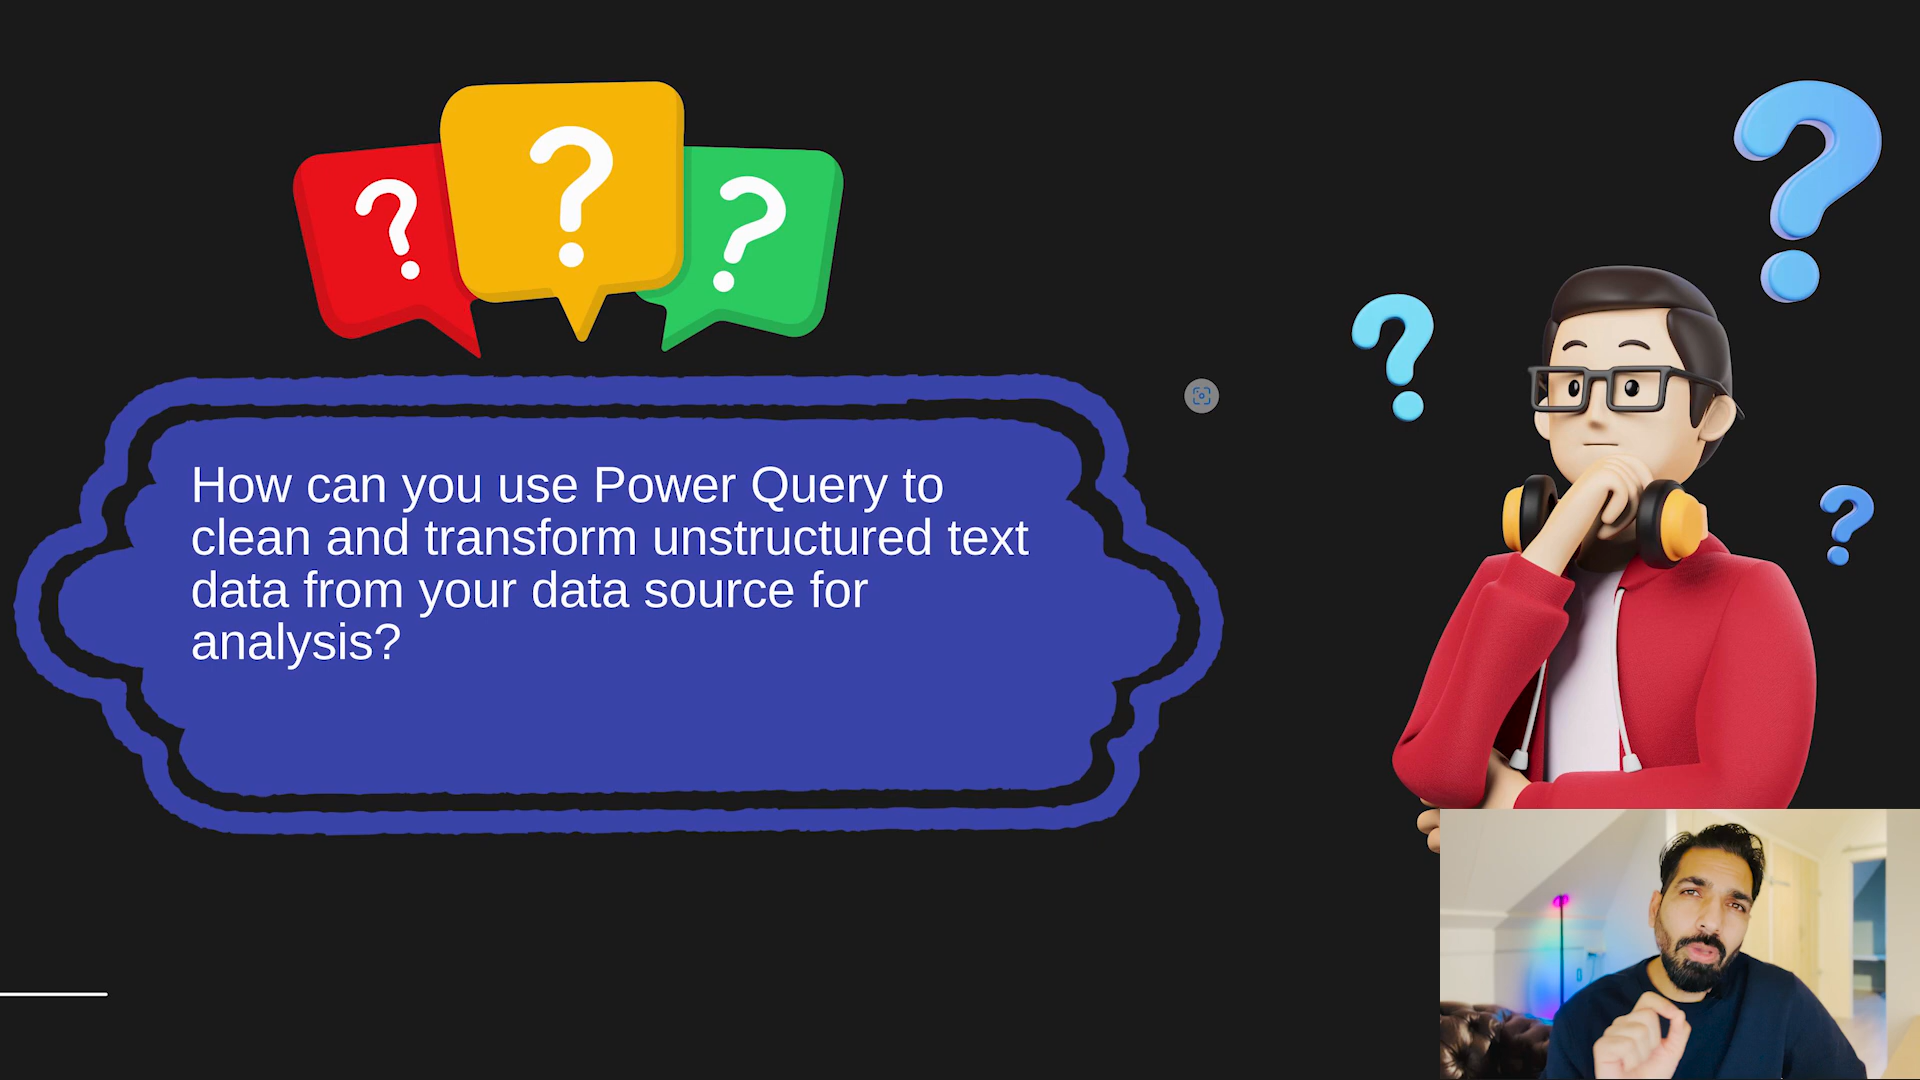 ? ? ?
How can you use Power Query to
clean and transform unstructured text
data from your data source for
analysis?
?
?
?